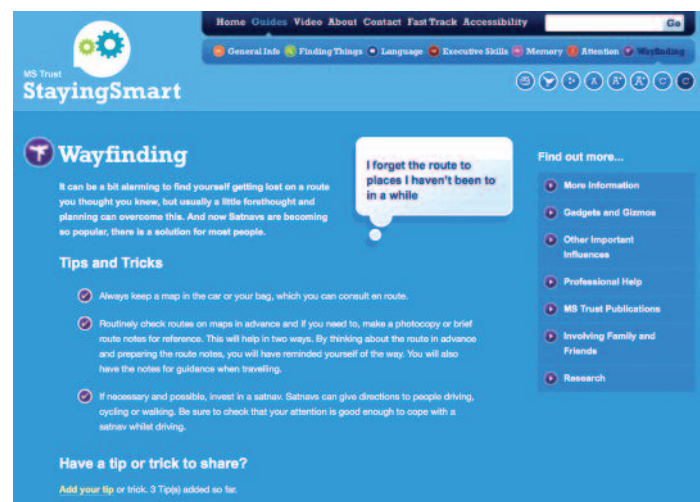 Home Guides Video About Contact Fast Track Accessibility
Go
General Info Finding Things Language Executive Skills Memory Attention Wayfinding
MS Trust
StayingSmart
A A+ A+ C C
Wayfinding
It can be a bit alarming to find yourself getting lost on a route
you thought you knew, but usually a little forethought and
planning can overcome this. And now Satnavs are becoming
so popular, there is a solution for most people.
I forget the route to
places I haven't been to
in a while
Tips and Tricks
Always keep a map in the car or your bag, which you can consult en route.
Routinely check routes on maps in advance and if you need to, make a photocopy or brief
route notes for reference. This will help in two ways. By thinking about the route in advance
and preparing the route notes, you will have reminded yourself of the way. You will also
have the notes for guidance when travelling.
If necessary and possible, invest in a satnav. Satnavs can give directions to people driving,
cycling or walking. Be sure to check that your attention is good enough to cope with a
satnav whilst driving.
Have a tip or trick to share?
Add your tip or trick. 3 Tip(s) added so far.
Find out more...
More Information
Gadgets and Gizmos
Other Important
Influences
Professional Help
MS Trust Publications
Involving Family and
Friends
Research